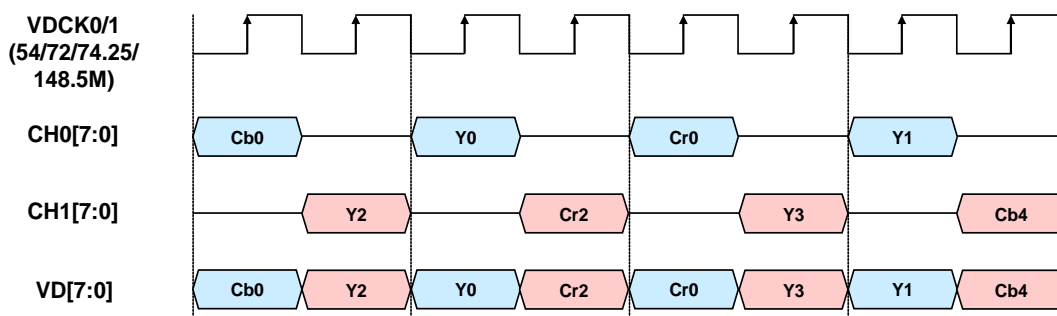 VDCK0/1
(54/72/74.25/
148.5M)
CH0[7:0]
Cb0 Y0 Cr0 Y1
CH1[7:0]
Y2 Cr2 Y3 Cb4
VD[7:0]
Cb0 Y2 Y0 Cr2 Cr0 Y3 Y1 Cb4